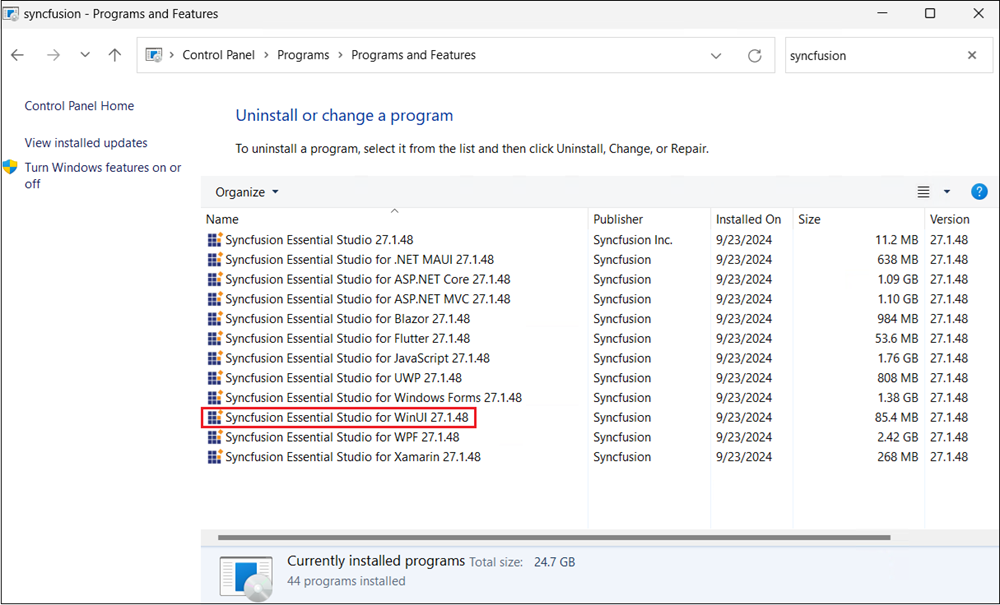 syncfusion - Programs and Features
Control Panel > Programs > Programs and Features
syncfusion
Control Panel Home
View installed updates
Turn Windows features on or
off
Uninstall or change a program
To uninstall a program, select it from the list and then click Uninstall, Change, or Repair.
Organize
Name Publisher Installed On Size Version
Syncfusion Essential Studio 27.1.48 Syncfusion Inc. 9/23/2024 11.2 MB 27.1.48
Syncfusion Essential Studio for .NET MAUI 27.1.48 Syncfusion 9/23/2024 638 MB 27.1.48
Syncfusion Essential Studio for ASP.NET Core 27.1.48 Syncfusion 9/23/2024 1.09 GB 27.1.48
Syncfusion Essential Studio for ASP.NET MVC 27.1.48 Syncfusion 9/23/2024 1.10 GB 27.1.48
Syncfusion Essential Studio for Blazor 27.1.48 Syncfusion 9/23/2024 984 MB 27.1.48
Syncfusion Essential Studio for Flutter 27.1.48 Syncfusion 9/23/2024 53.6 MB 27.1.48
Syncfusion Essential Studio for JavaScript 27.1.48 Syncfusion 9/23/2024 1.76 GB 27.1.48
Syncfusion Essential Studio for UWP 27.1.48 Syncfusion 9/23/2024 808 MB 27.1.48
Syncfusion Essential Studio for Windows Forms 27.1.48 Syncfusion 9/23/2024 1.38 GB 27.1.48
Syncfusion Essential Studio for WinUI 27.1.48 Syncfusion 9/23/2024 85.4 MB 27.1.48
Syncfusion Essential Studio for WPF 27.1.48 Syncfusion 9/23/2024 2.42 GB 27.1.48
Syncfusion Essential Studio for Xamarin 27.1.48 Syncfusion 9/23/2024 268 MB 27.1.48
Currently installed programs Total size: 24.7 GB
44 programs installed